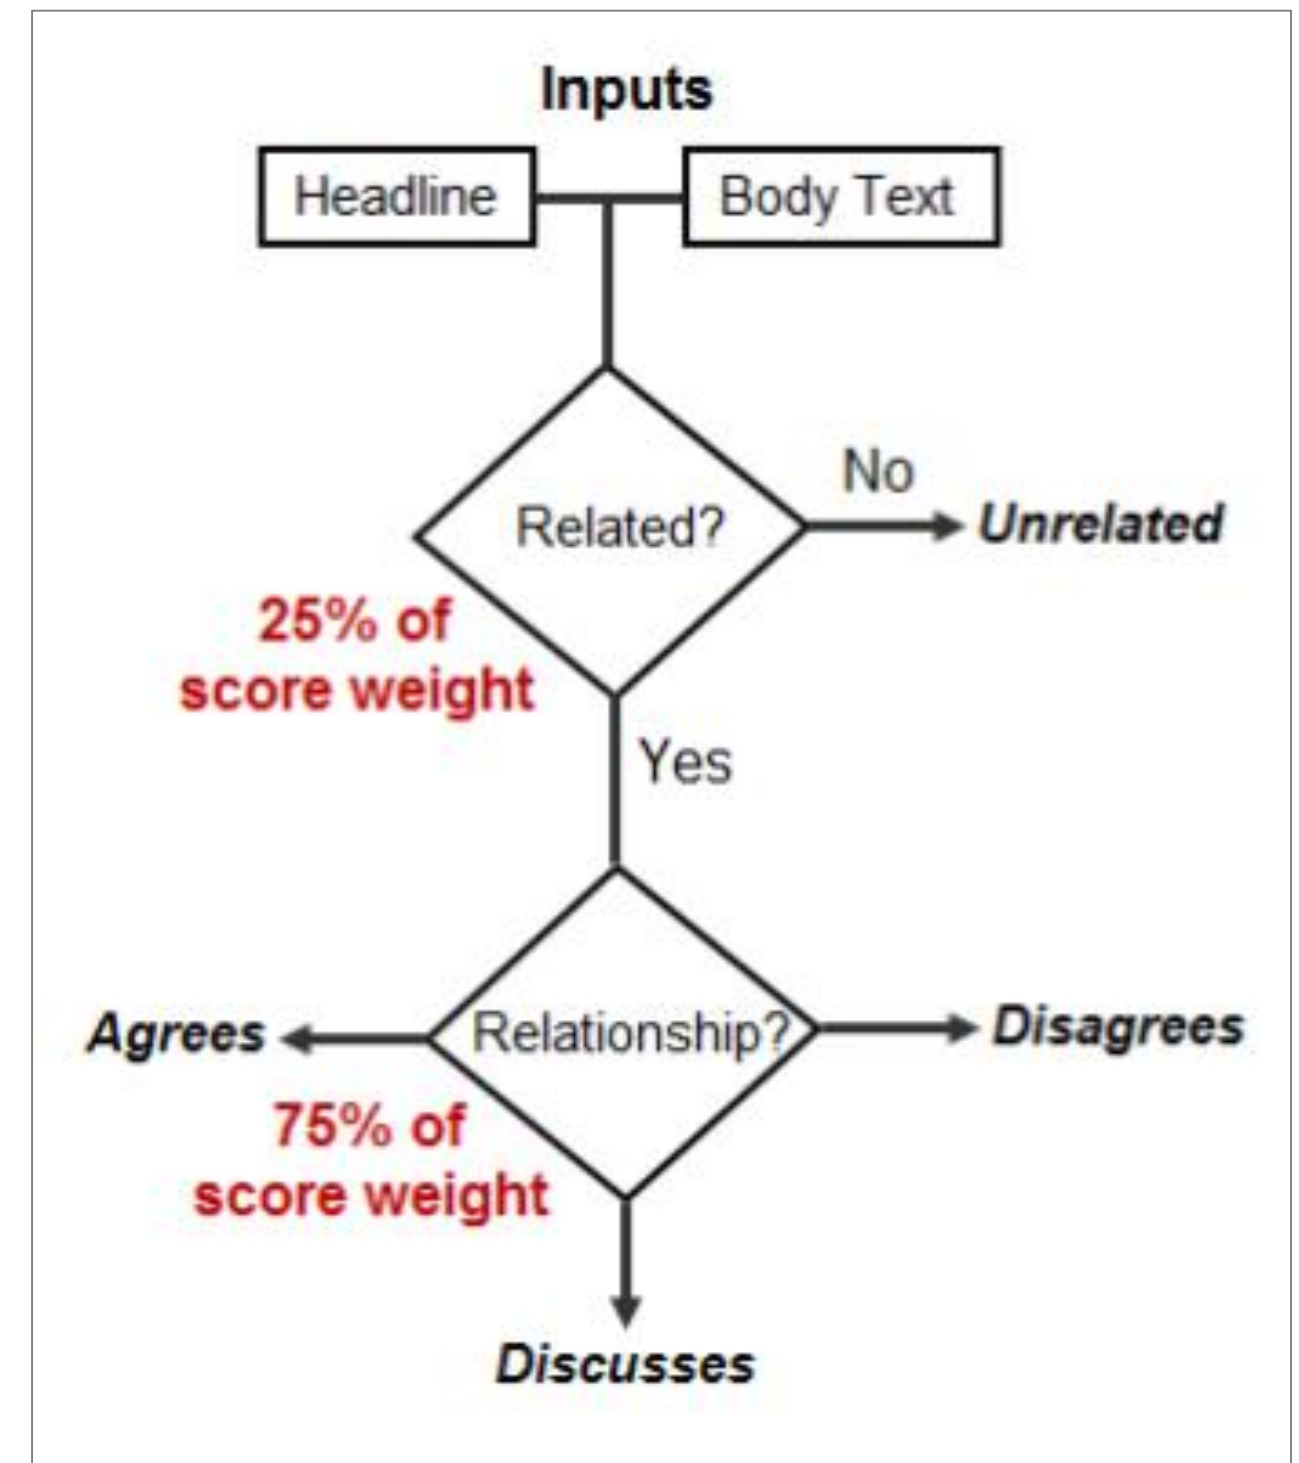 Inputs
Headline
Body Text
Related?
No
Unrelated
25% of
score weight
Yes
Agrees
Relationship?
Disagrees
75% of
score weight
Discusses